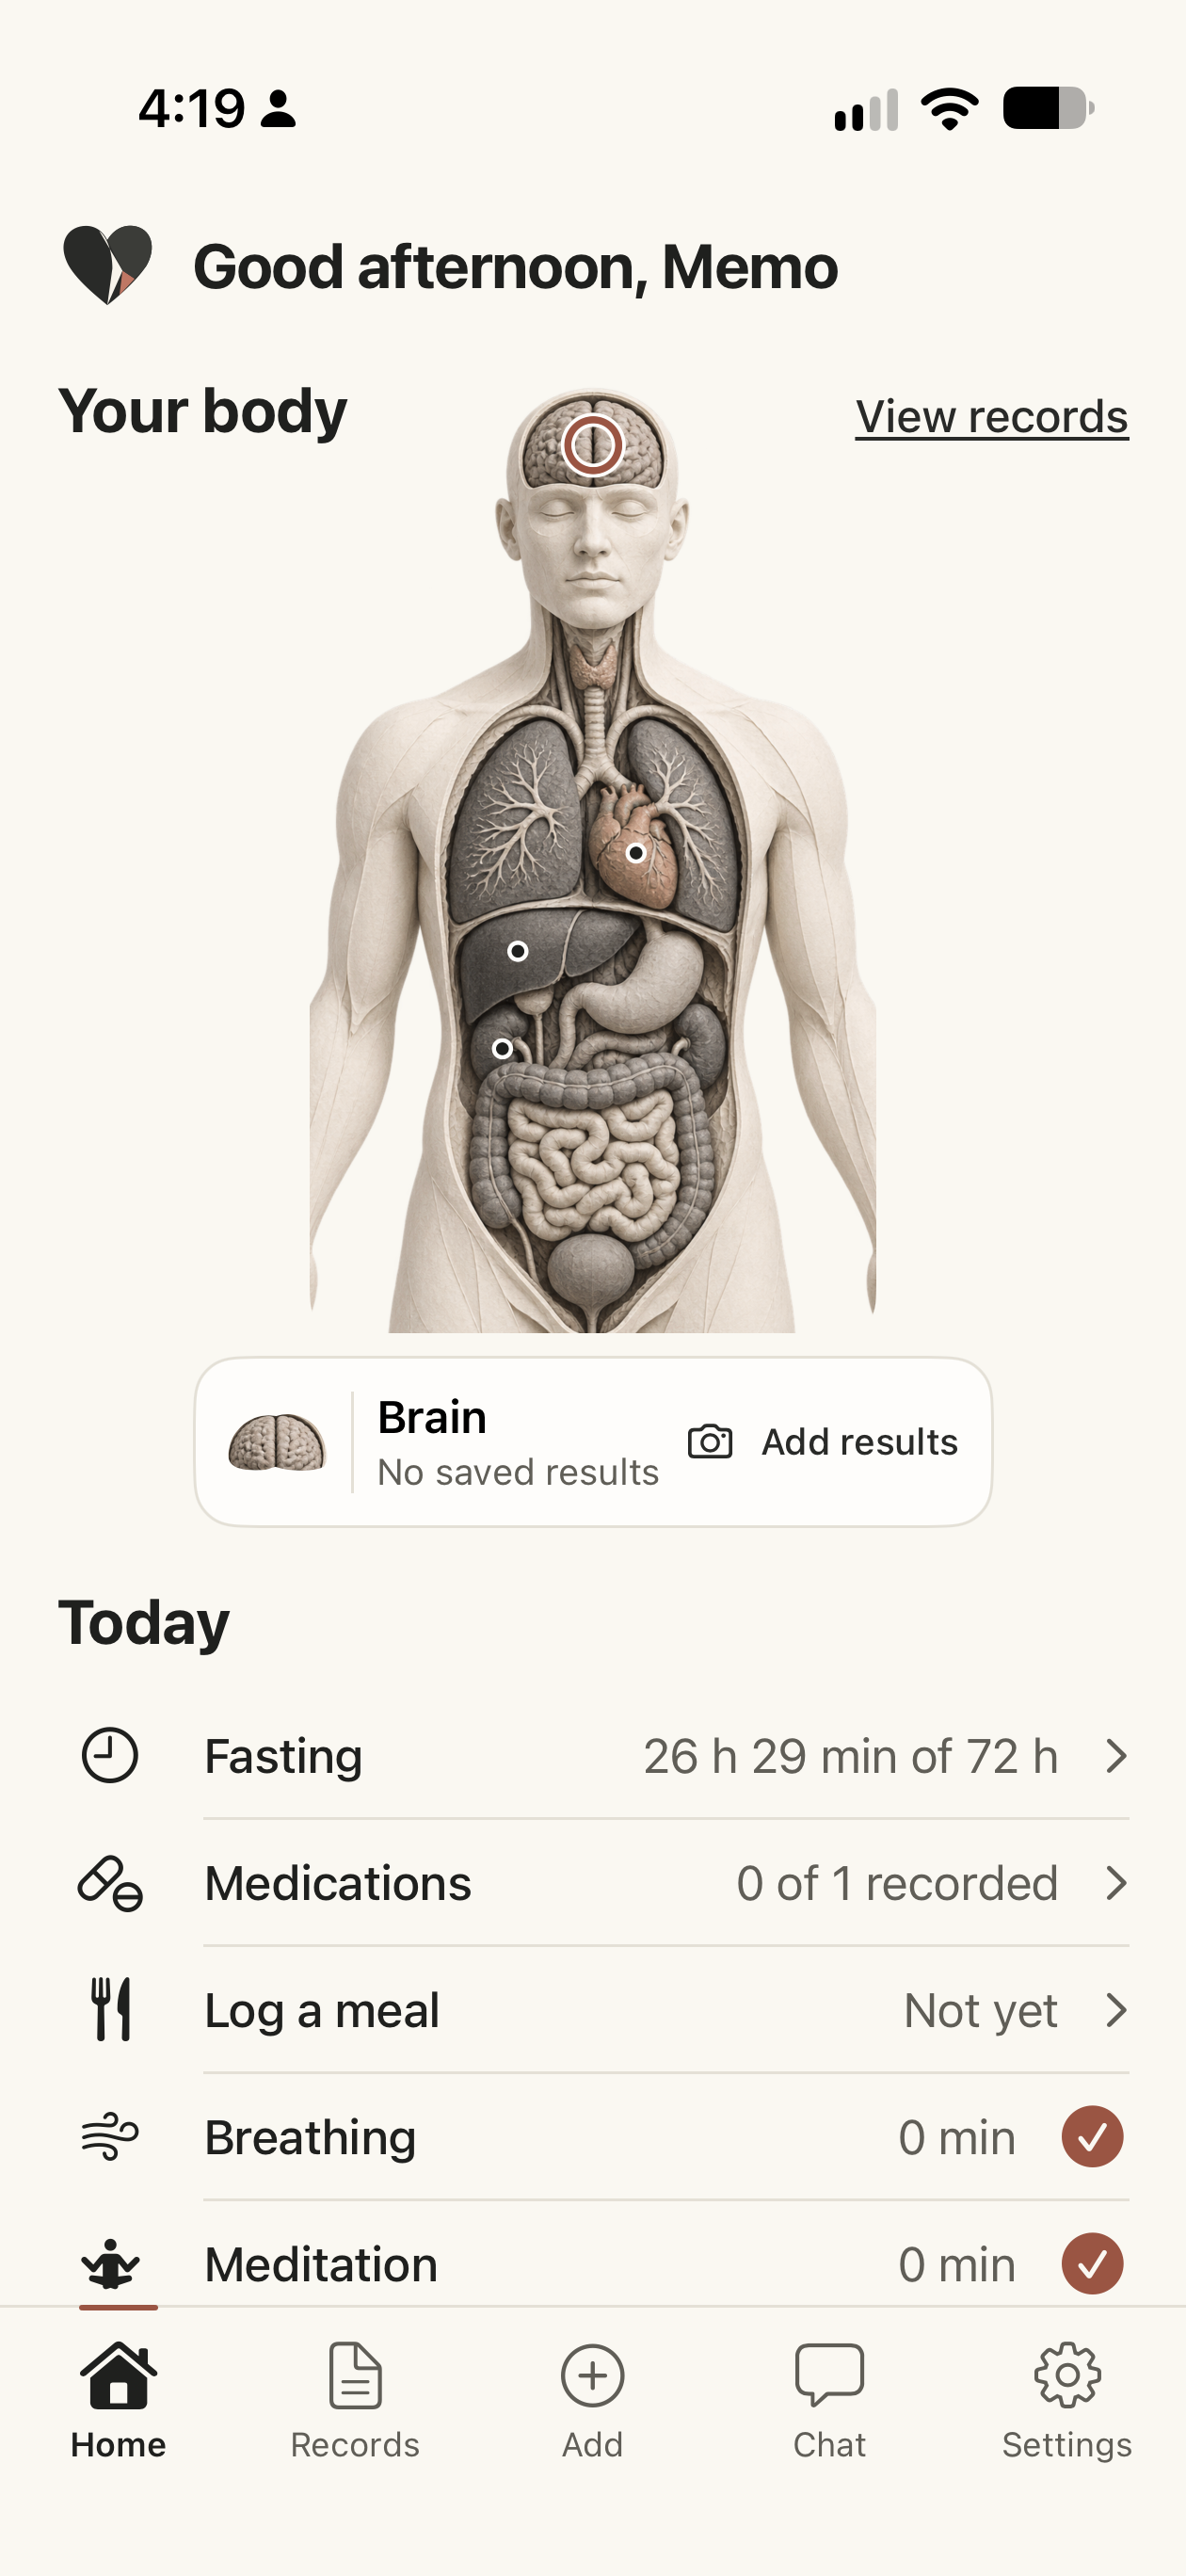 4:19
Good afternoon, Memo
Your body
View records
Brain
No saved results
Add results
Today
Fasting
26 h 29 min of 72 h
Medications
0 of 1 recorded
Log a meal
Not yet
Breathing
0 min
Meditation
0 min
Home
Records
Add
Chat
Settings